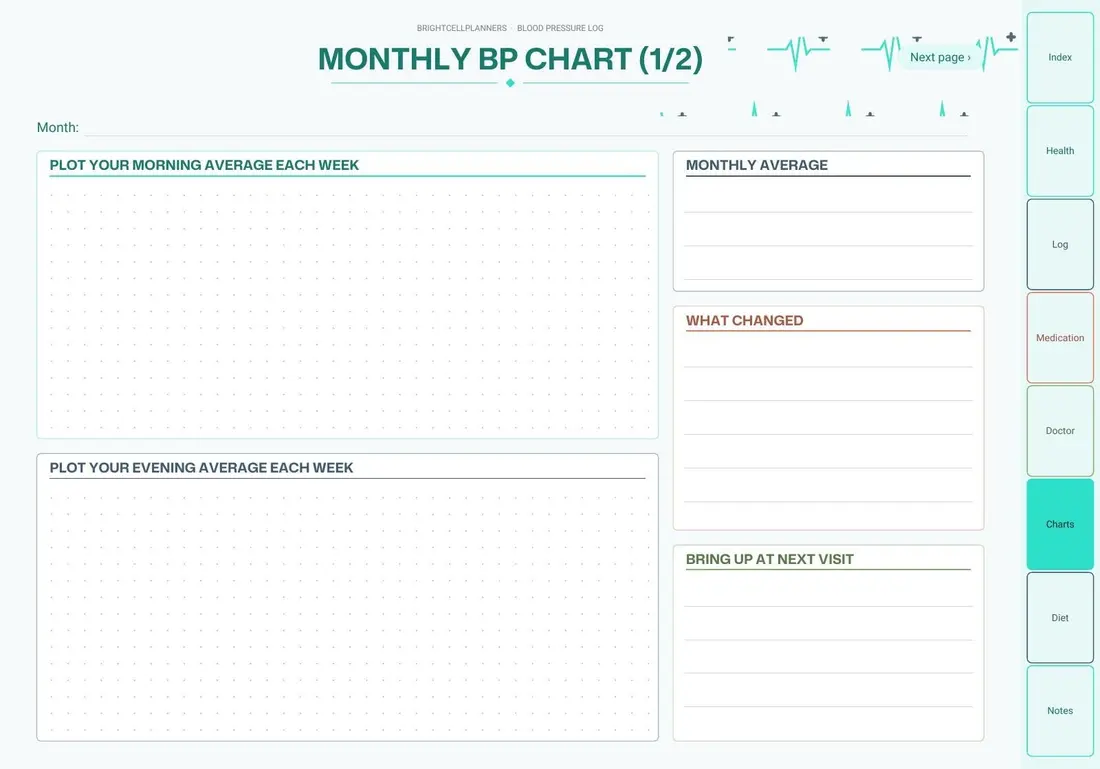 BRIGHTCELLPLANNERS · BLOOD PRESSURE LOG
MONTHLY BP CHART (1/2)
Next page ›
Month:
PLOT YOUR MORNING AVERAGE EACH WEEK
PLOT YOUR EVENING AVERAGE EACH WEEK
MONTHLY AVERAGE
WHAT CHANGED
BRING UP AT NEXT VISIT
Index
Health
Log
Medication
Doctor
Charts
Diet
Notes